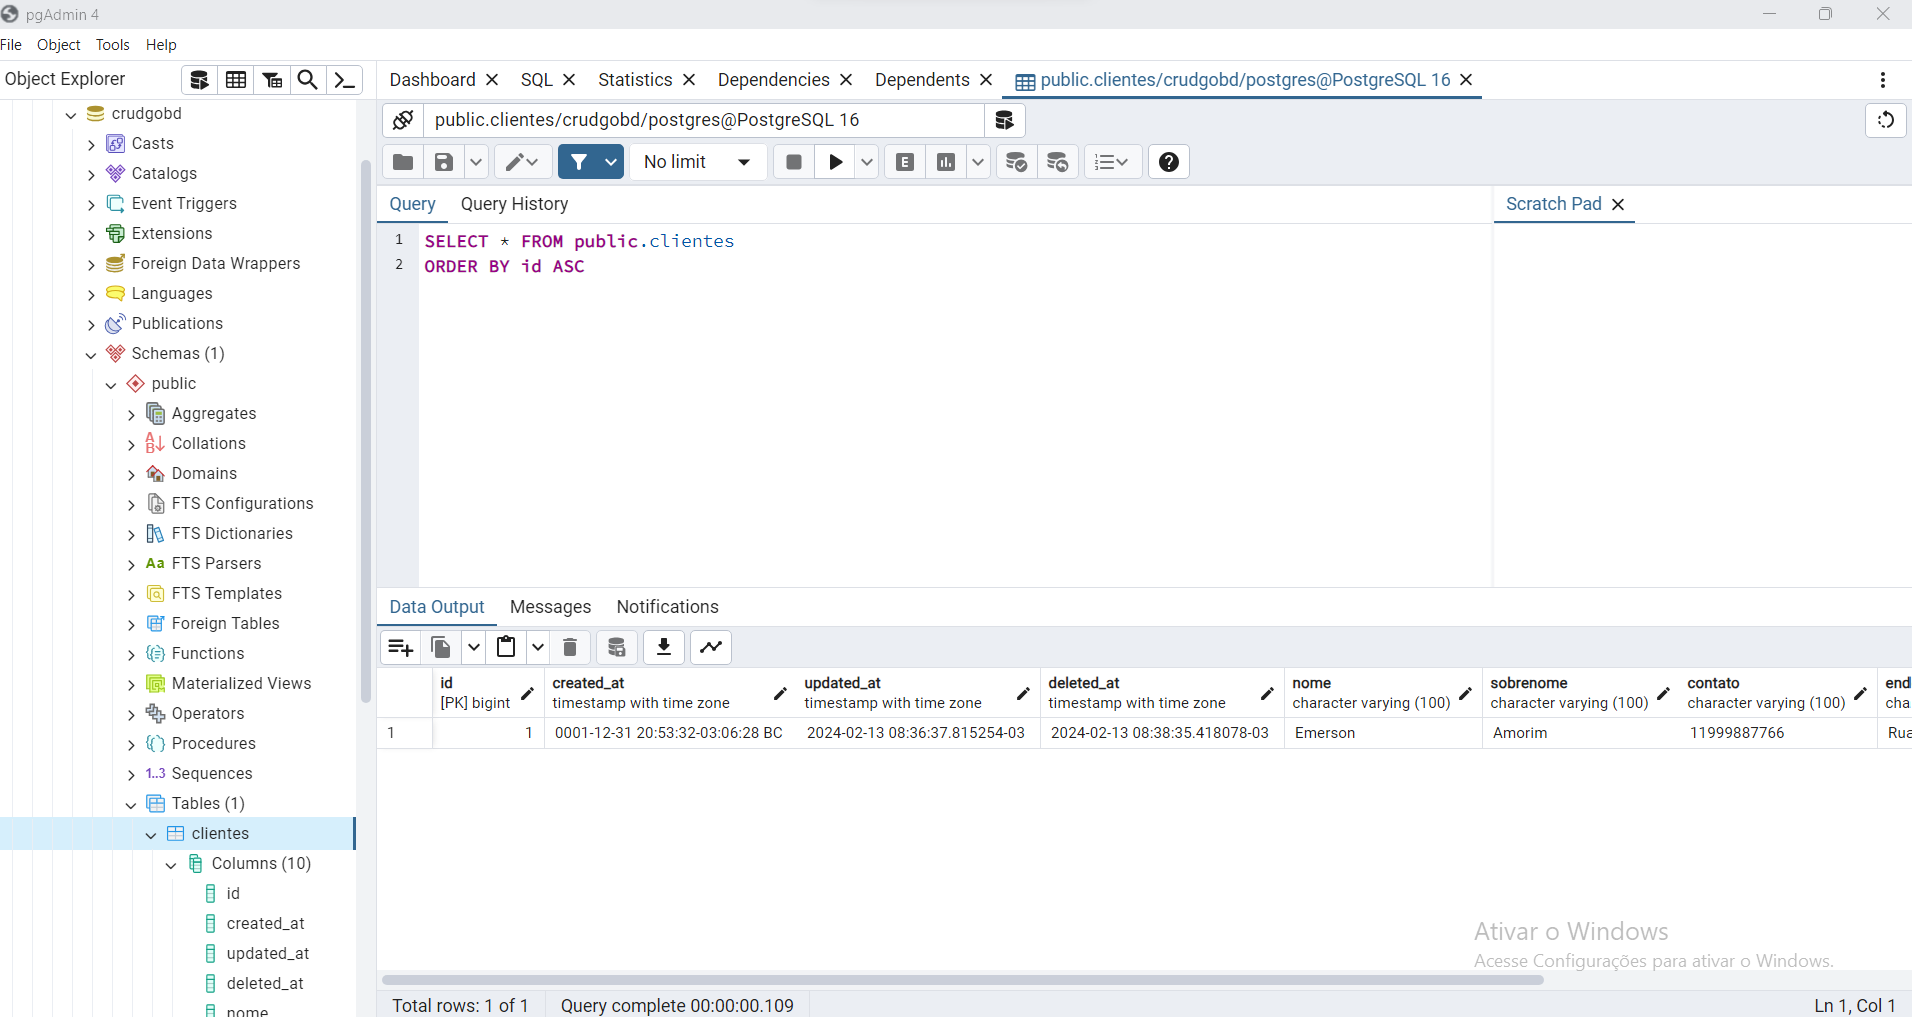 pgAdmin 4
File Object Tools Help
Object Explorer
Dashboard SQL Statistics Dependencies Dependents public.clientes/crudgobd/postgres@PostgreSQL 16
public.clientes/crudgobd/postgres@PostgreSQL 16
No limit
E
Query Query History
Scratch Pad
1 SELECT * FROM public.clientes
2 ORDER BY id ASC
crudgobd
Casts
Catalogs
Event Triggers
Extensions
Foreign Data Wrappers
Languages
Publications
Schemas (1)
public
Aggregates
Collations
Domains
FTS Configurations
FTS Dictionaries
Aa FTS Parsers
FTS Templates
Foreign Tables
Functions
Materialized Views
Operators
Procedures
1..3 Sequences
Tables (1)
clientes
Columns (10)
id
created_at
updated_at
deleted_at
nome
Data Output Messages Notifications
id created_at updated_at deleted_at nome sobrenome contato end
[PK] bigint timestamp with time zone timestamp with time zone timestamp with time zone character varying (100) character varying (100) character varying (100) cha
1 1 0001-12-31 20:53:32-03:06:28 BC 2024-02-13 08:36:37.815254-03 2024-02-13 08:38:35.418078-03 Emerson Amorim 11999887766 Rua
Ativar o Windows
Acesse Configurações para ativar o Windows.
Total rows: 1 of 1 Query complete 00:00:00.109 Ln 1, Col 1